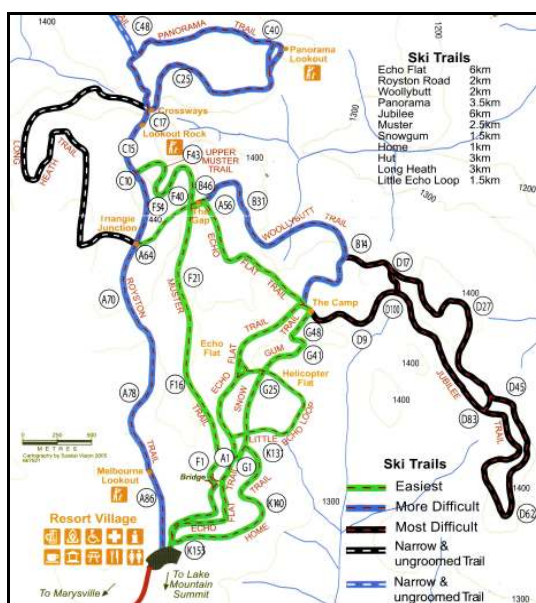 1400
C48
PANORAMA
TRAIL
C40
Panorama
Lookout
C25
TRAIL
Crossways
C17
Lookout Rock
C15
F43
UPPER
MUSTER
TRAIL
1400
C10
F40
B46
The Gap
A56
B31
F54
LONG
HEATH
TRAIL
Triangle
Junction
A64
WOOLLYBUTT
TRAIL
B14
D17
ECHO
FLAT
TRAIL
F21
A70
ROYSTON
MUSTER
The Camp
D100
D27
1400
G48
TRAIL
TRAIL
G41
D9
Echo
Flat
GUM
ECHO
FLAT
Helicopter
Flat
1400
JUBILEE
D45
F16
G25
SNOW
A78
TRAIL
LITTLE
ECHO LOOP
D83
TRAIL
1400
METRE
Melbourne
Lookout
TRAIL
F1
A1
G1
K131
Bridge
TRAIL
TRAIL
K140
A86
ECHO
FLAT
HOME
D62
K153
Resort Village
To Marysville
To Lake
Mountain
Summit
1300
1300
1300
1200
Ski Trails
Echo Flat 6km
Royston Road 2km
Woollybutt 2km
Panorama 3.5km
Jubilee 6km
Muster 2.5km
Snowgum 1.5km
Home 1km
Hut 3km
Long Heath 3km
Little Echo Loop 1.5km
Ski Trails
Easiest
More Difficult
Most Difficult
Narrow &
ungroomed Trail
Narrow &
ungroomed Trail
1300